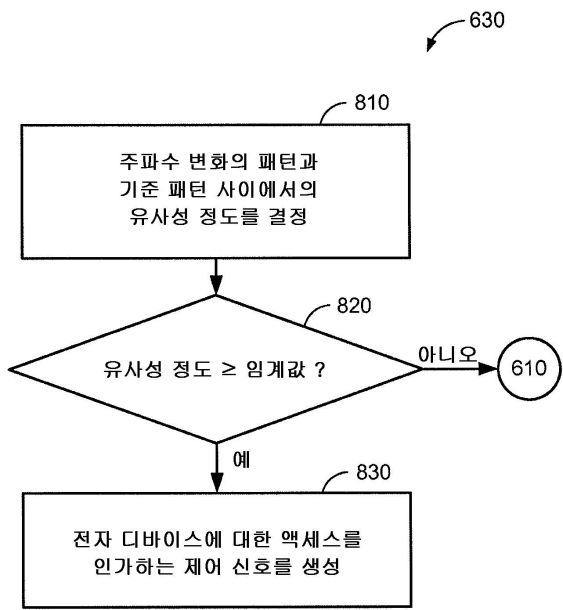 630
810
주파수 변화의 패턴과
기준 패턴 사이에서의
유사성 정도를 결정
820
유사성 정도 ≥ 임계값 ?
아니오
610
예
830
전자 디바이스에 대한 액세스를
인가하는 제어 신호를 생성